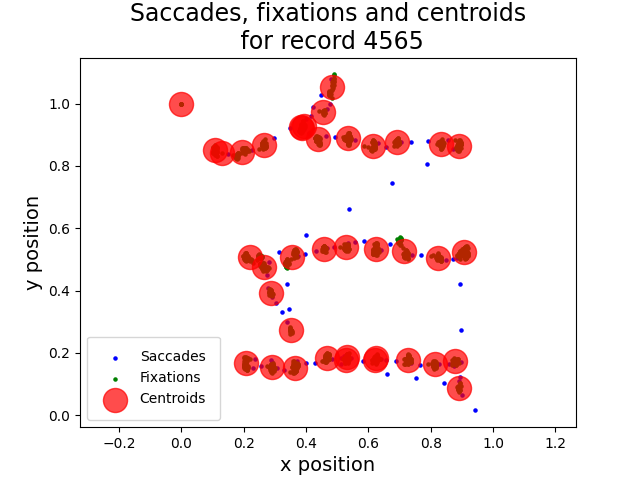 Saccades, fixations and centroids
for record 4565
y position
1.0
0.8
0.6
0.4
0.2
0.0
Saccades
Fixations
Centroids
−0.2 0.0 0.2 0.4 0.6 0.8 1.0 1.2
x position